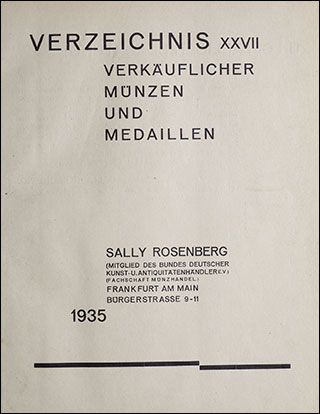 VERZEICHNIS XXVII
VERKÄUFLICHER
MÜNZEN
UND
MEDAILLEN
SALLY ROSENBERG
(MITGLIED DES BUNDES DEUTSCHER
KUNST-U.ANTIQUITÄTENHÄNDLER E.V.)
(FACHSCHAFT MÜNZHANDEL)
FRANKFURT AM MAIN
BÜRGERSTRASSE 9-11
1935